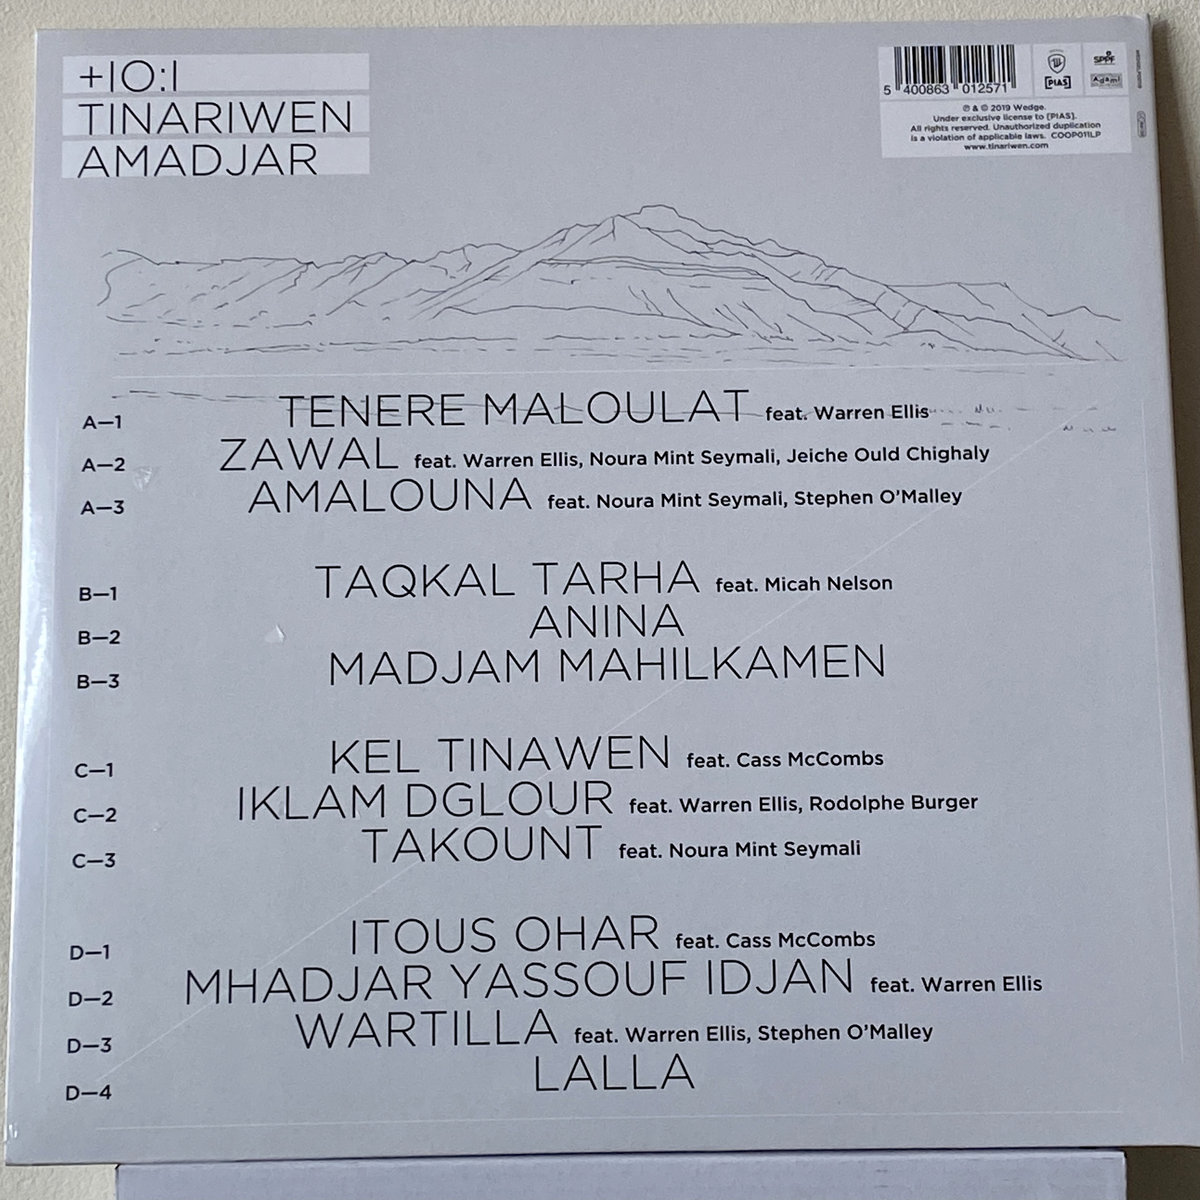 +IO:I
TINARIWEN
AMADJAR
5 400863 012571
[PIAS]
SPPF
Adami
℗ & © 2019 Wedge.
Under exclusive license to [PIAS].
All rights reserved. Unauthorized duplication
is a violation of applicable laws. COOP011LP
www.tinariwen.com
A—1 TENERE MALOULAT feat. Warren Ellis
A—2 ZAWAL feat. Warren Ellis, Noura Mint Seymali, Jeiche Ould Chighaly
A—3 AMALOUNA feat. Noura Mint Seymali, Stephen O’Malley
B—1 TAQKAL TARHA feat. Micah Nelson
B—2 ANINA
B—3 MADJAM MAHILKAMEN
C—1 KEL TINAWEN feat. Cass McCombs
C—2 IKLAM DGLOUR feat. Warren Ellis, Rodolphe Burger
C—3 TAKOUNT feat. Noura Mint Seymali
D—1 ITOUS OHAR feat. Cass McCombs
D—2 MHADJAR YASSOUF IDJAN feat. Warren Ellis
D—3 WARTILLA feat. Warren Ellis, Stephen O’Malley
D—4 LALLA